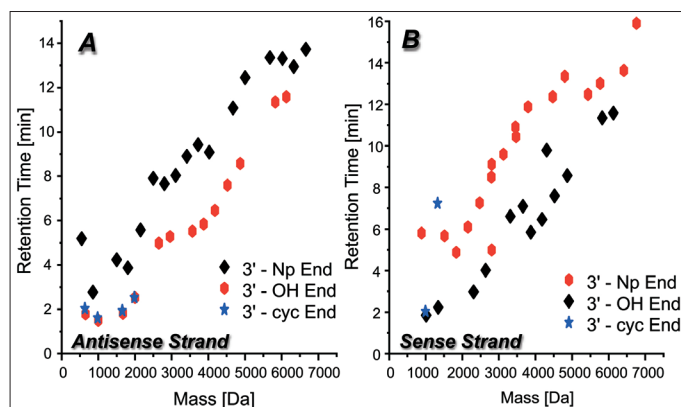 A
14
12
10
8
6
4
2
0
Retention Time [min]
3' - Np End
3' - OH End
3' - cyc End
Antisense Strand
0 1000 2000 3000 4000 5000 6000 7000
Mass [Da]
B
16
14
12
10
8
6
4
2
0
Retention Time [min]
3' - Np End
3' - OH End
3' - cyc End
Sense Strand
0 1000 2000 3000 4000 5000 6000 7000
Mass [Da]